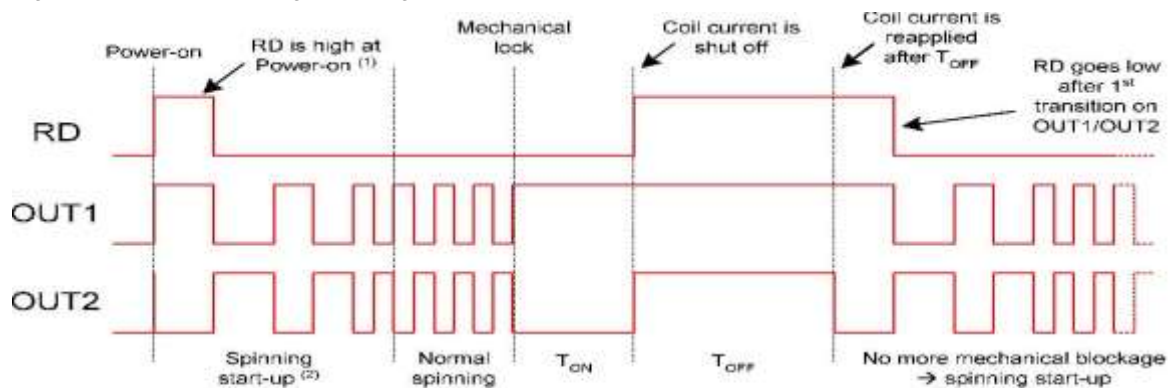 Power-on
RD is high at
Power-on (1)
Mechanical
lock
Coil current is
shut off
Coil current is
reapplied
after TOFF
RD goes low
after 1st
transition on
OUT1/OUT2
RD
OUT1
OUT2
Spinning
start-up (2)
Normal
spinning
TON
TOFF
No more mechanical blockage
→ spinning start-up